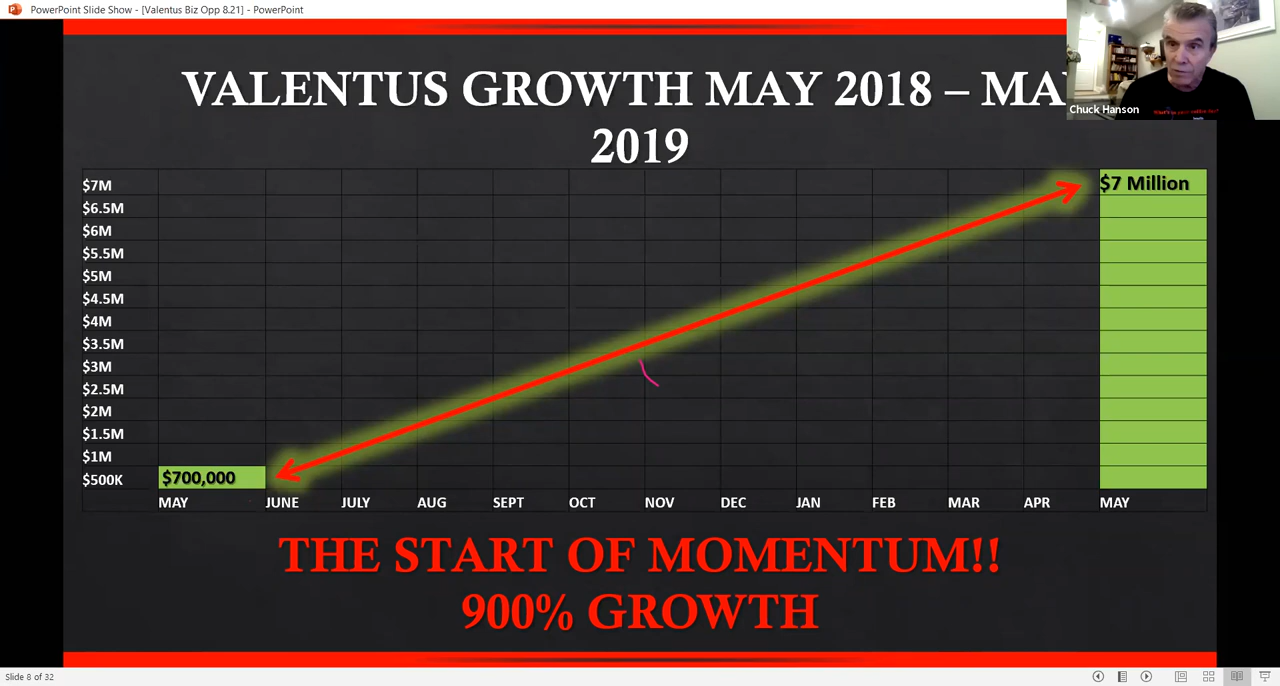 PowerPoint Slide Show - [Valentus Biz Opp 8.21] - PowerPoint
Chuck Hanson
VALENTUS GROWTH MAY 2018 – MA
2019
$7M
$7 Million
$6.5M
$6M
$5.5M
$5M
$4.5M
$4M
$3.5M
$3M
$2.5M
$2M
$1.5M
$1M
$500K
$700,000
MAY JUNE JULY AUG SEPT OCT NOV DEC JAN FEB MAR APR MAY
THE START OF MOMENTUM!!
900% GROWTH
Slide 8 of 32